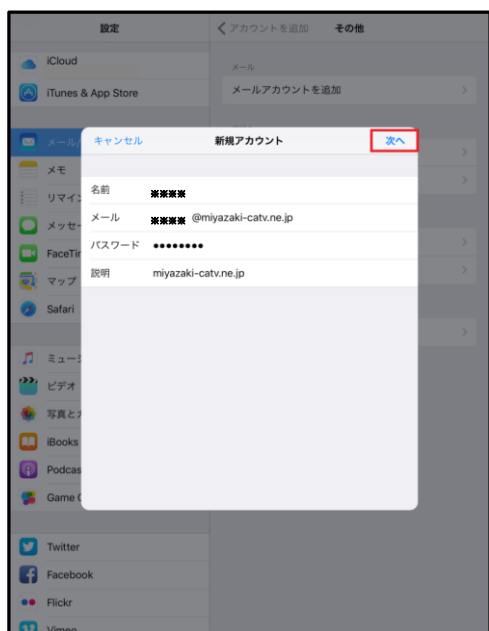 設定
アカウントを追加 その他
iCloud
iTunes & App Store
メール
メールアカウントを追加
メール/
メモ
リマイン
メッセー
FaceTi
マップ
Safari
ミュー
ビデオ
写真と
iBooks
Podcas
Game
Twitter
Facebook
Flickr
Vimeo
キャンセル 新規アカウント 次へ
名前 ****
メール **** @miyazaki-catv.ne.jp
パスワード ••••••••
説明 miyazaki-catv.ne.jp